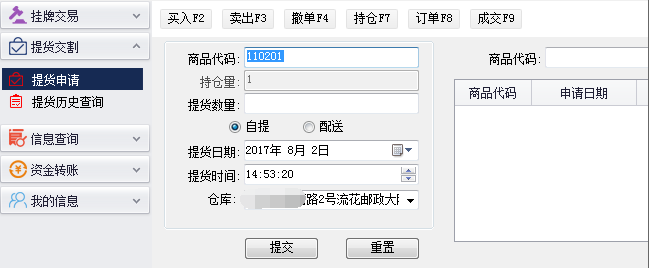 挂牌交易
提货交割
提货申请
提货历史查询
信息查询
资金转账
我的信息
买入F2 卖出F3 撤单F4 持仓F7 订单F8 成交F9
商品代码: 110201
持仓量: 1
提货数量:
自提 配送
提货日期: 2017年 8月 2日
提货时间: 14:53:20
仓库: 路2号流花邮政大
提交 重置
商品代码:
商品代码 申请日期